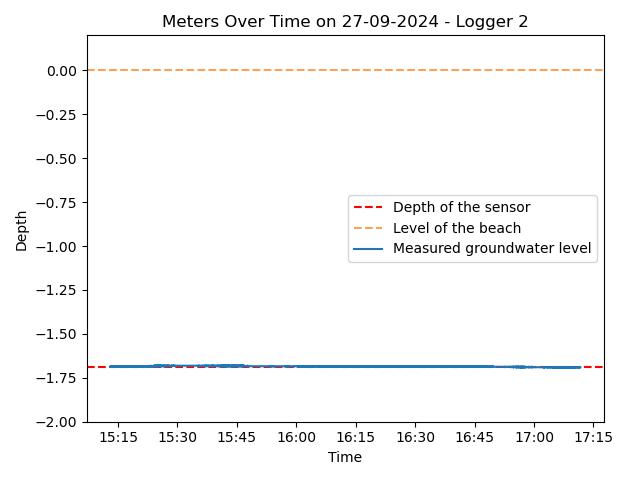 Meters Over Time on 27-09-2024 - Logger 2
0.00
−0.25
−0.50
−0.75
−1.00
−1.25
−1.50
−1.75
−2.00
Depth
Depth of the sensor
Level of the beach
Measured groundwater level
15:15 15:30 15:45 16:00 16:15 16:30 16:45 17:00 17:15
Time